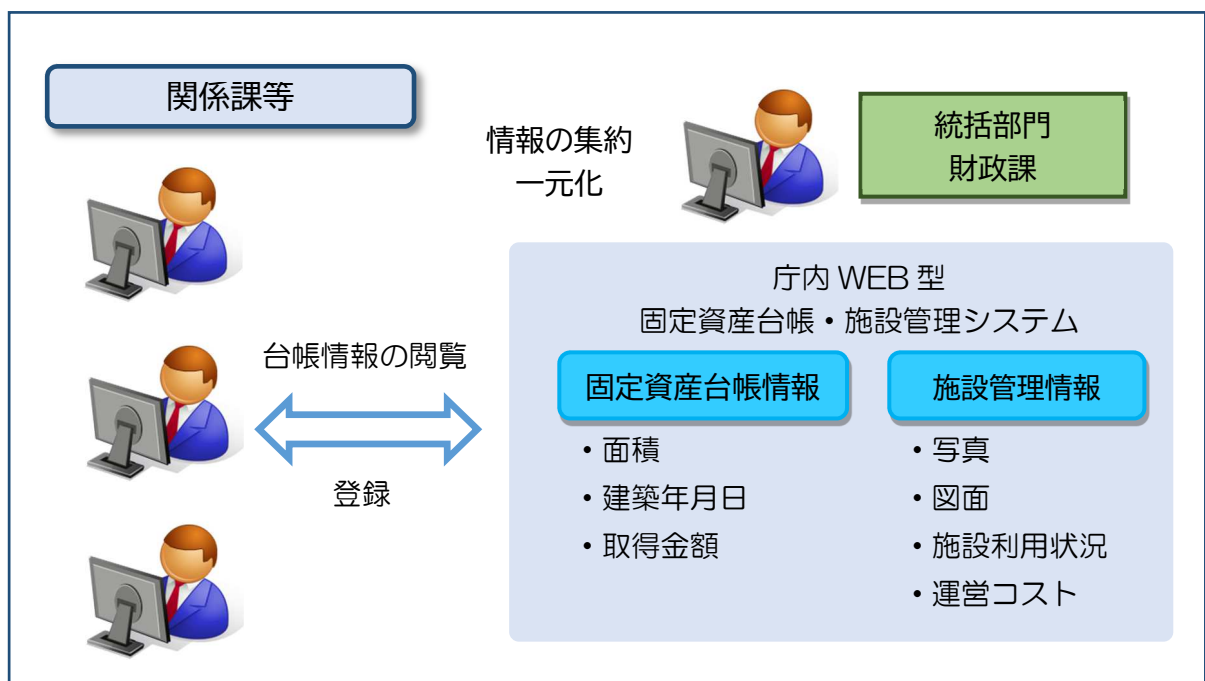 関係課等
情報の集約
一元化
統括部門
財政課
台帳情報の閲覧
登録
庁内 WEB 型
固定資産台帳・施設管理システム
固定資産台帳情報
・面積
・建築年月日
・取得金額
施設管理情報
・写真
・図面
・施設利用状況
・運営コスト